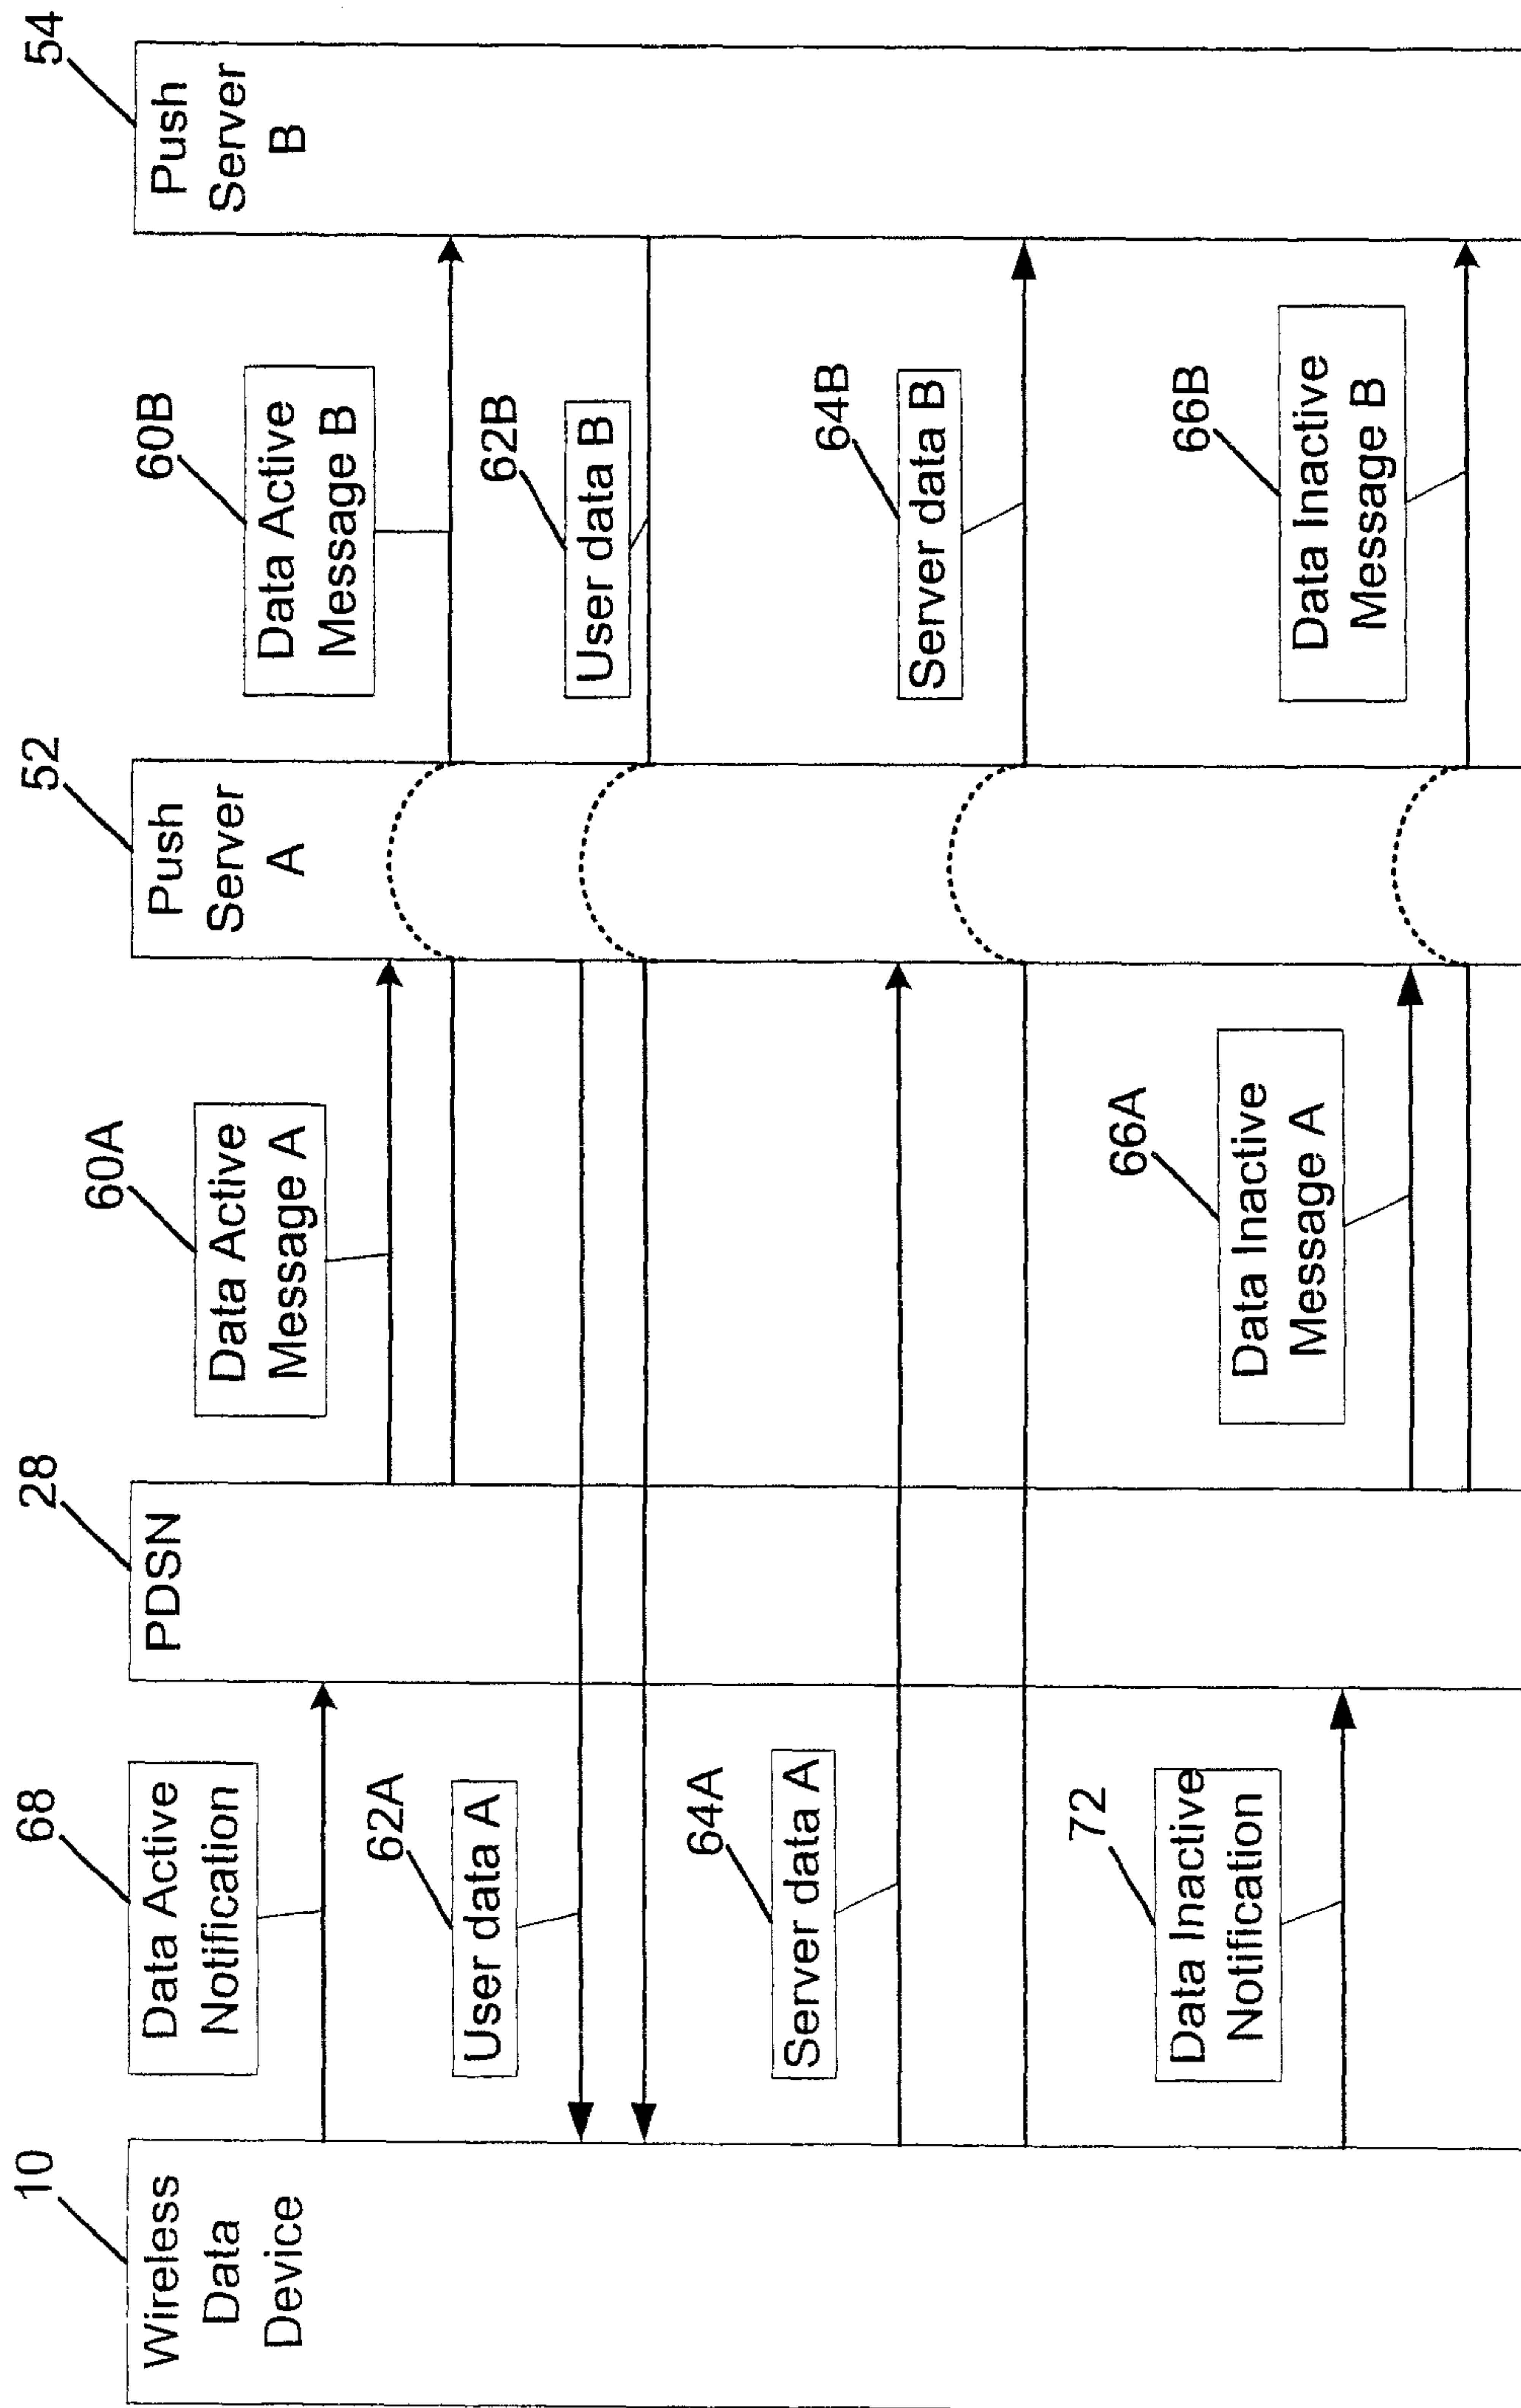 10
Wireless
Data
Device
28
PDSN
52
Push
Server
A
54
Push
Server
B
68
Data Active
Notification
60A
Data Active
Message A
60B
Data Active
Message B
62A
User data A
62B
User data B
64A
Server data A
64B
Server data B
72
Data Inactive
Notification
66A
Data Inactive
Message A
66B
Data Inactive
Message B